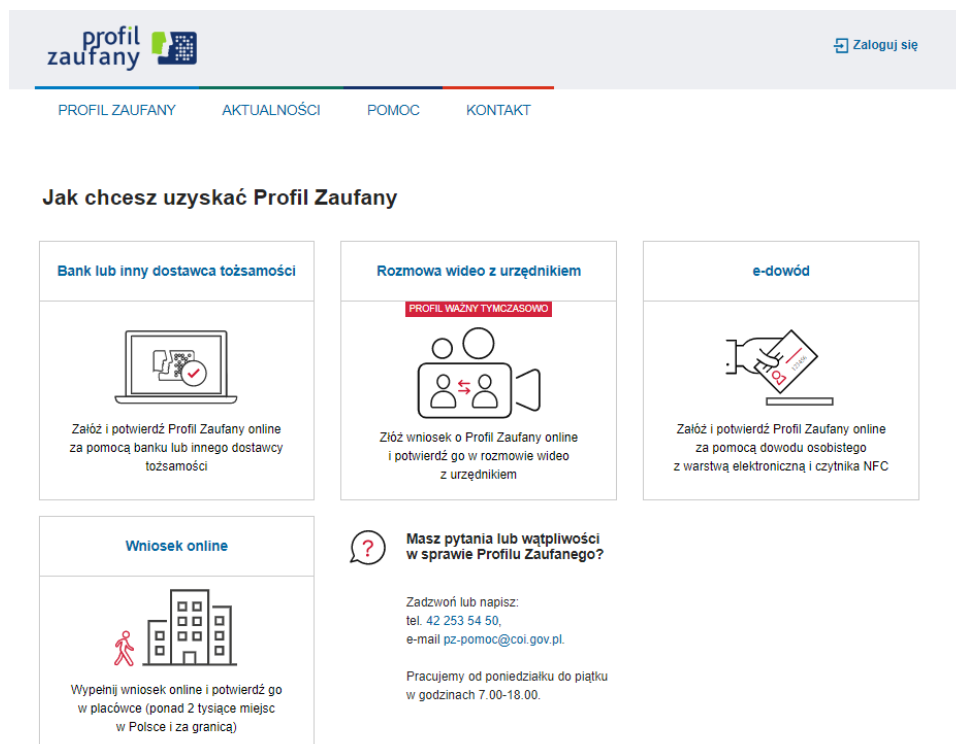 profil
zaufany
Zaloguj się
PROFIL ZAUFANY AKTUALNOŚCI POMOC KONTAKT
Jak chcesz uzyskać Profil Zaufany
Bank lub inny dostawca tożsamości
Załóż i potwierdź Profil Zaufany online
za pomocą banku lub innego dostawcy
tożsamości
Rozmowa wideo z urzędnikiem
PROFIL WAŻNY TYMCZASOWO
Złóż wniosek o Profil Zaufany online
i potwierdź go w rozmowie wideo
z urzędnikiem
e-dowód
123456
Załóż i potwierdź Profil Zaufany online
za pomocą dowodu osobistego
z warstwą elektroniczną i czytnika NFC
Wniosek online
Wypełnij wniosek online i potwierdź go
w placówce (ponad 2 tysiące miejsc
w Polsce i za granicą)
?
Masz pytania lub wątpliwości
w sprawie Profilu Zaufanego?
Zadzwoń lub napisz:
tel. 42 253 54 50,
e-mail pz-pomoc@coi.gov.pl.
Pracujemy od poniedziałku do piątku
w godzinach 7.00-18.00.